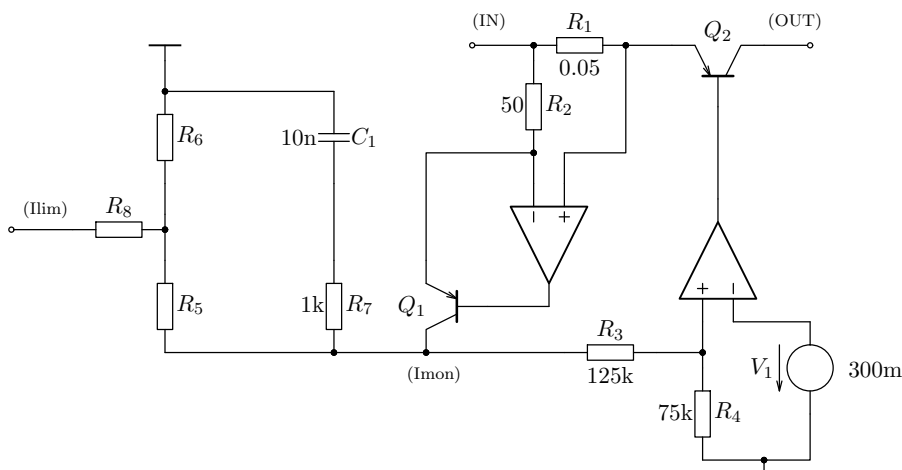 (IN)
R1
0.05
Q2
(OUT)
50
R2
R6
10n
C1
(Ilim)
R8
R5
1k
R7
Q1
(Imon)
R3
125k
75k
R4
V1
300m
− +
+ −